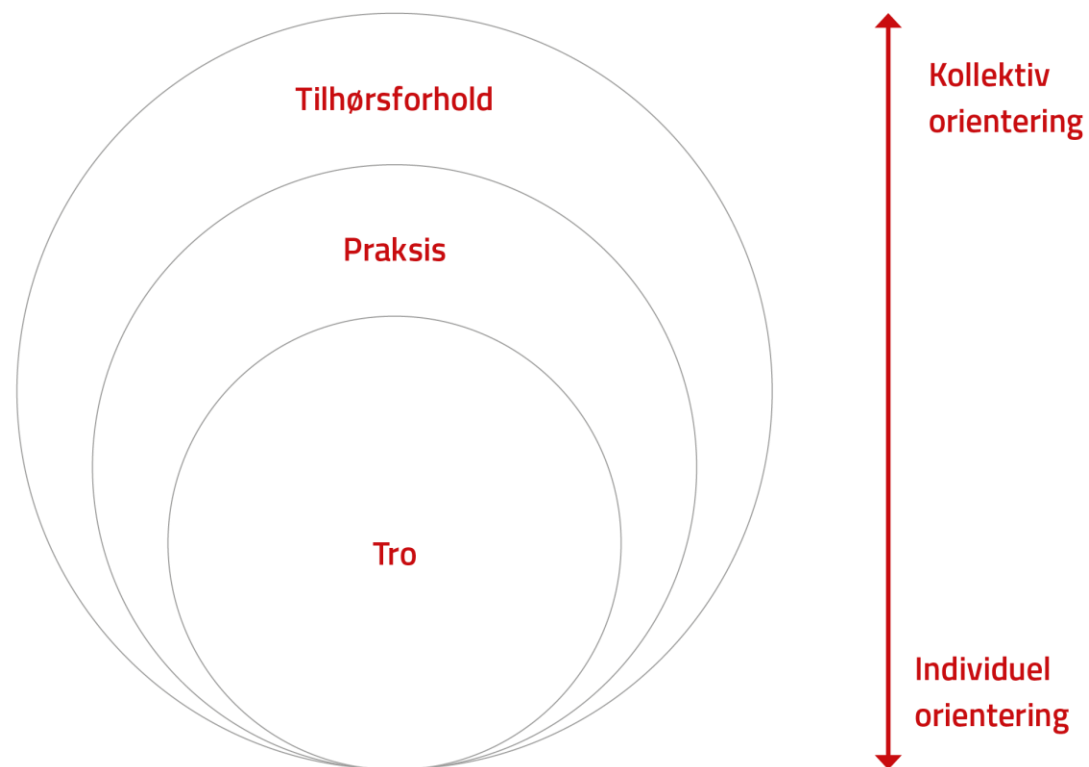 Tilhørsforhold
Praksis
Tro
Kollektiv
orientering
Individuel
orientering